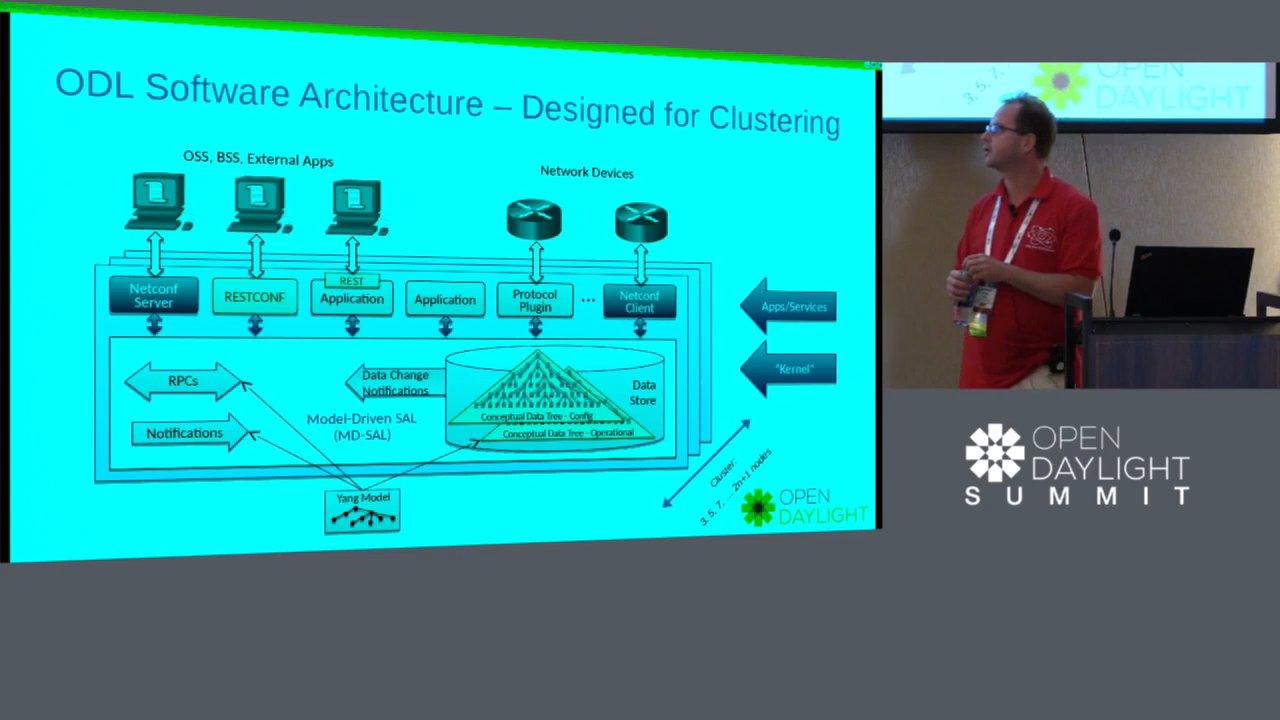 ODL Software Architecture – Designed for Clustering
OSS, BSS, External Apps
Network Devices
Netconf
Server
RESTCONF
REST
Application
Application
Protocol
Plugin
...
Netconf
Client
Apps/Services
RPCs
Data Change
Notifications
Data
Store
"Kernel"
Notifications
Model-Driven SAL
(MD-SAL)
Conceptual Data Tree - Config
Conceptual Data Tree - Operational
Yang Model
Cluster:
3, 5, 7, ... 2n+1 nodes
OPEN
DAYLIGHT
3, 5, 7,
OPEN
DAYLIGHT
OPEN
DAYLIGHT
SUMMIT